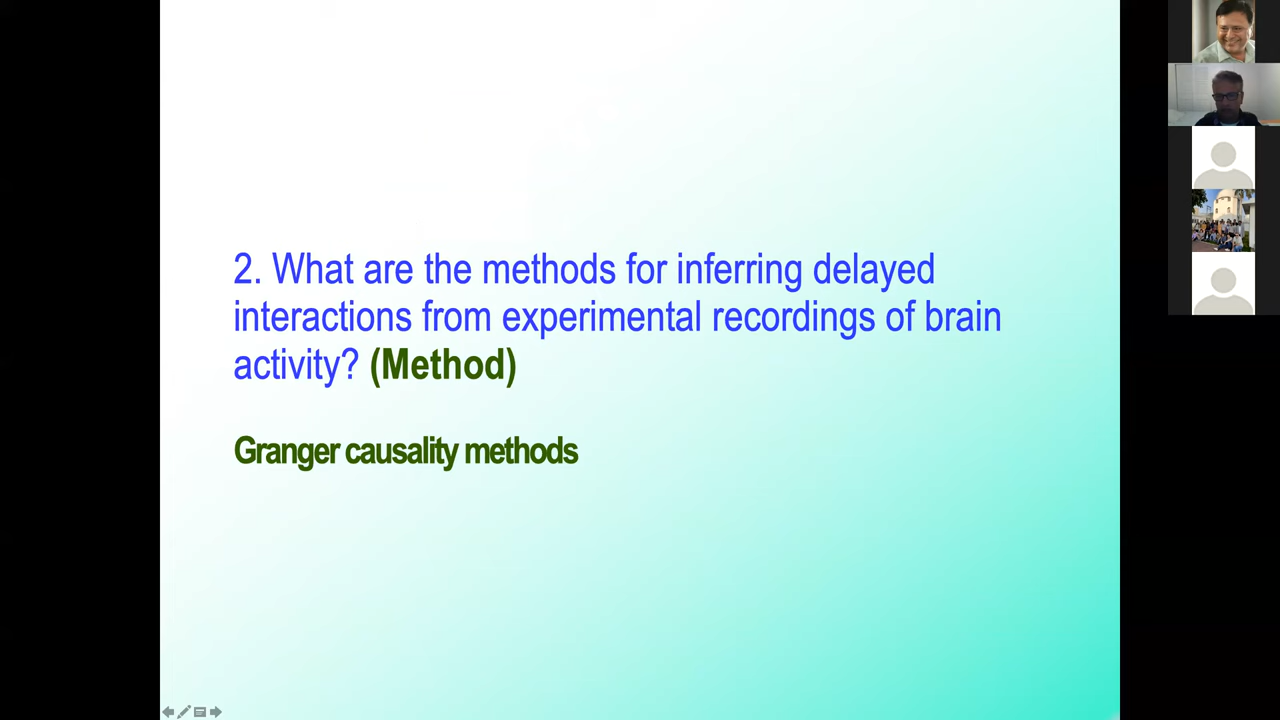 2. What are the methods for inferring delayed
interactions from experimental recordings of brain
activity? (Method)
Granger causality methods